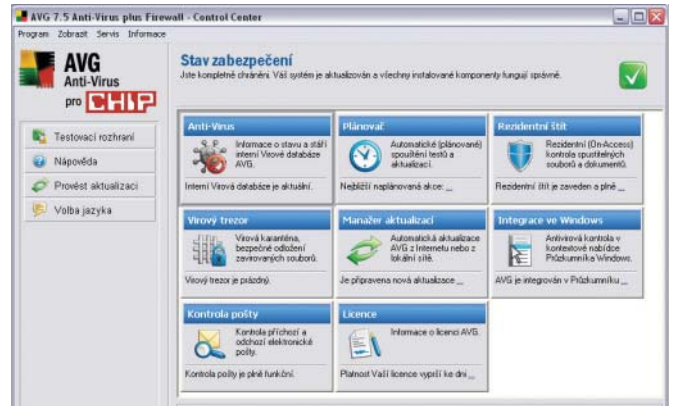 AVG 7.5 Anti-Virus plus Firewall - Control Center
Program Zobrazit Servis Informace
AVG
Anti-Virus
pro CHIP
Testovací rozhraní
Nápověda
Provést aktualizaci
Volba jazyka
Stav zabezpečení
Jste kompletně chráněni. Váš systém je aktualizován a všechny instalované komponenty fungují správně.
Anti-Virus
Informace o stavu a stáří
interní Virové databáze
AVG.
Interní Virová databáze je aktuální.
Plánovač
Automatické (plánované)
spouštění testů a
aktualizací.
Nejbližší naplánovaná akce: ...
Rezidentní štít
Rezidentní (On-Access)
kontrola spustitelných
souborů a dokumentů.
Rezidentní štít je zaveden a plně ...
Virový trezor
Virová karanténa,
bezpečné odložení
zavirovaných souborů.
Virový trezor je prázdný.
Manažer aktualizací
Automatická aktualizace
AVG z Internetu nebo z
lokální sítě.
Je připravena nová aktualizace ...
Integrace ve Windows
Antivirová kontrola v
kontextové nabídce
Průzkumníka Windows.
AVG je integrován v Průzkumníku ...
Kontrola pošty
Kontrola příchozí a
odchozí elektronické
pošty.
Kontrola pošty je plně funkční.
Licence
Informace o licenci AVG.
Platnost Vaší licence vyprší ke dni ...